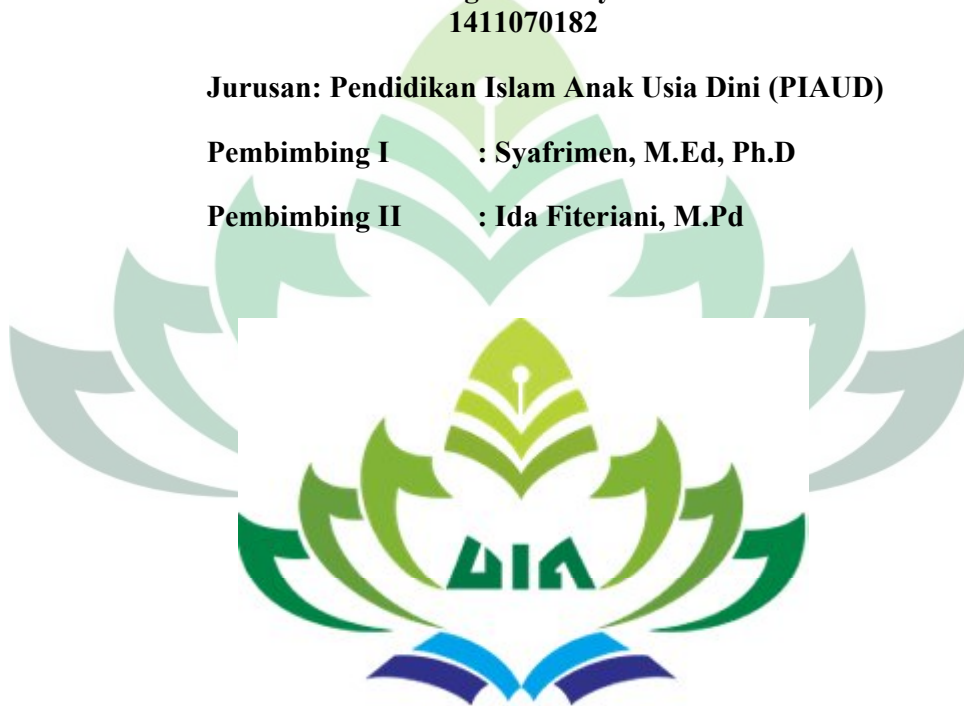 1411070182
Jurusan: Pendidikan Islam Anak Usia Dini (PIAUD)
Pembimbing I : Syafrimen, M.Ed, Ph.D
Pembimbing II : Ida Fiteriani, M.Pd
UIN